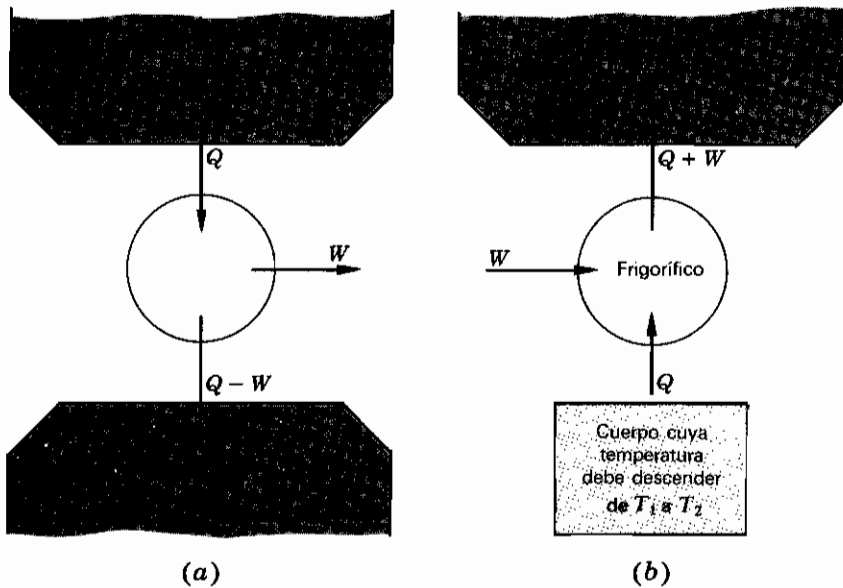 Q
W
Q − W
(a)
Q + W
W
Frigorífico
Q
Cuerpo cuya
temperatura
debe descender
de T₁ a T₂
(b)